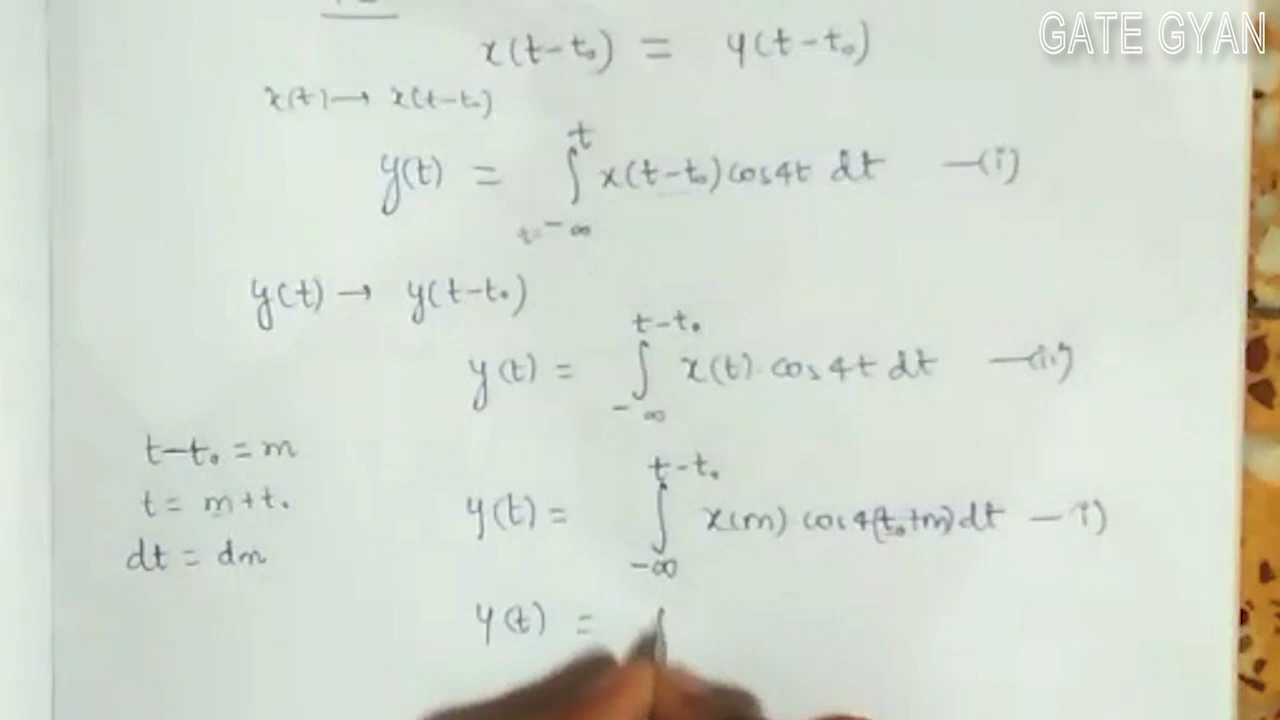 GATE GYAN
x(t-t₀) = y(t-t₀)
x(t) → x(t-t₀)
y(t) = ∫_{t=-∞}^{t} x(t-t₀) cos4t dt —(i)
y(t) → y(t-t₀)
y(t) = ∫_{-∞}^{t-t₀} x(t) cos4t dt —(ii)
t-t₀ = m
t = m+t₀
dt = dm
y(t) = ∫_{-∞}^{t-t₀} x(m) cos4(t₀+m) dt —i)
y(t) = ∫